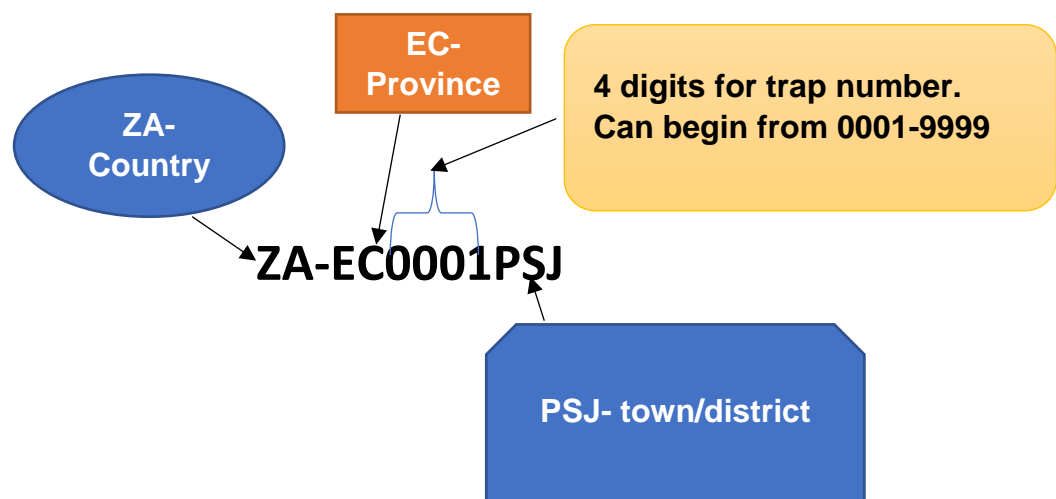 EC-
Province
4 digits for trap number.
Can begin from 0001-9999
ZA-
Country
ZA-EC0001PSJ
PSJ- town/district